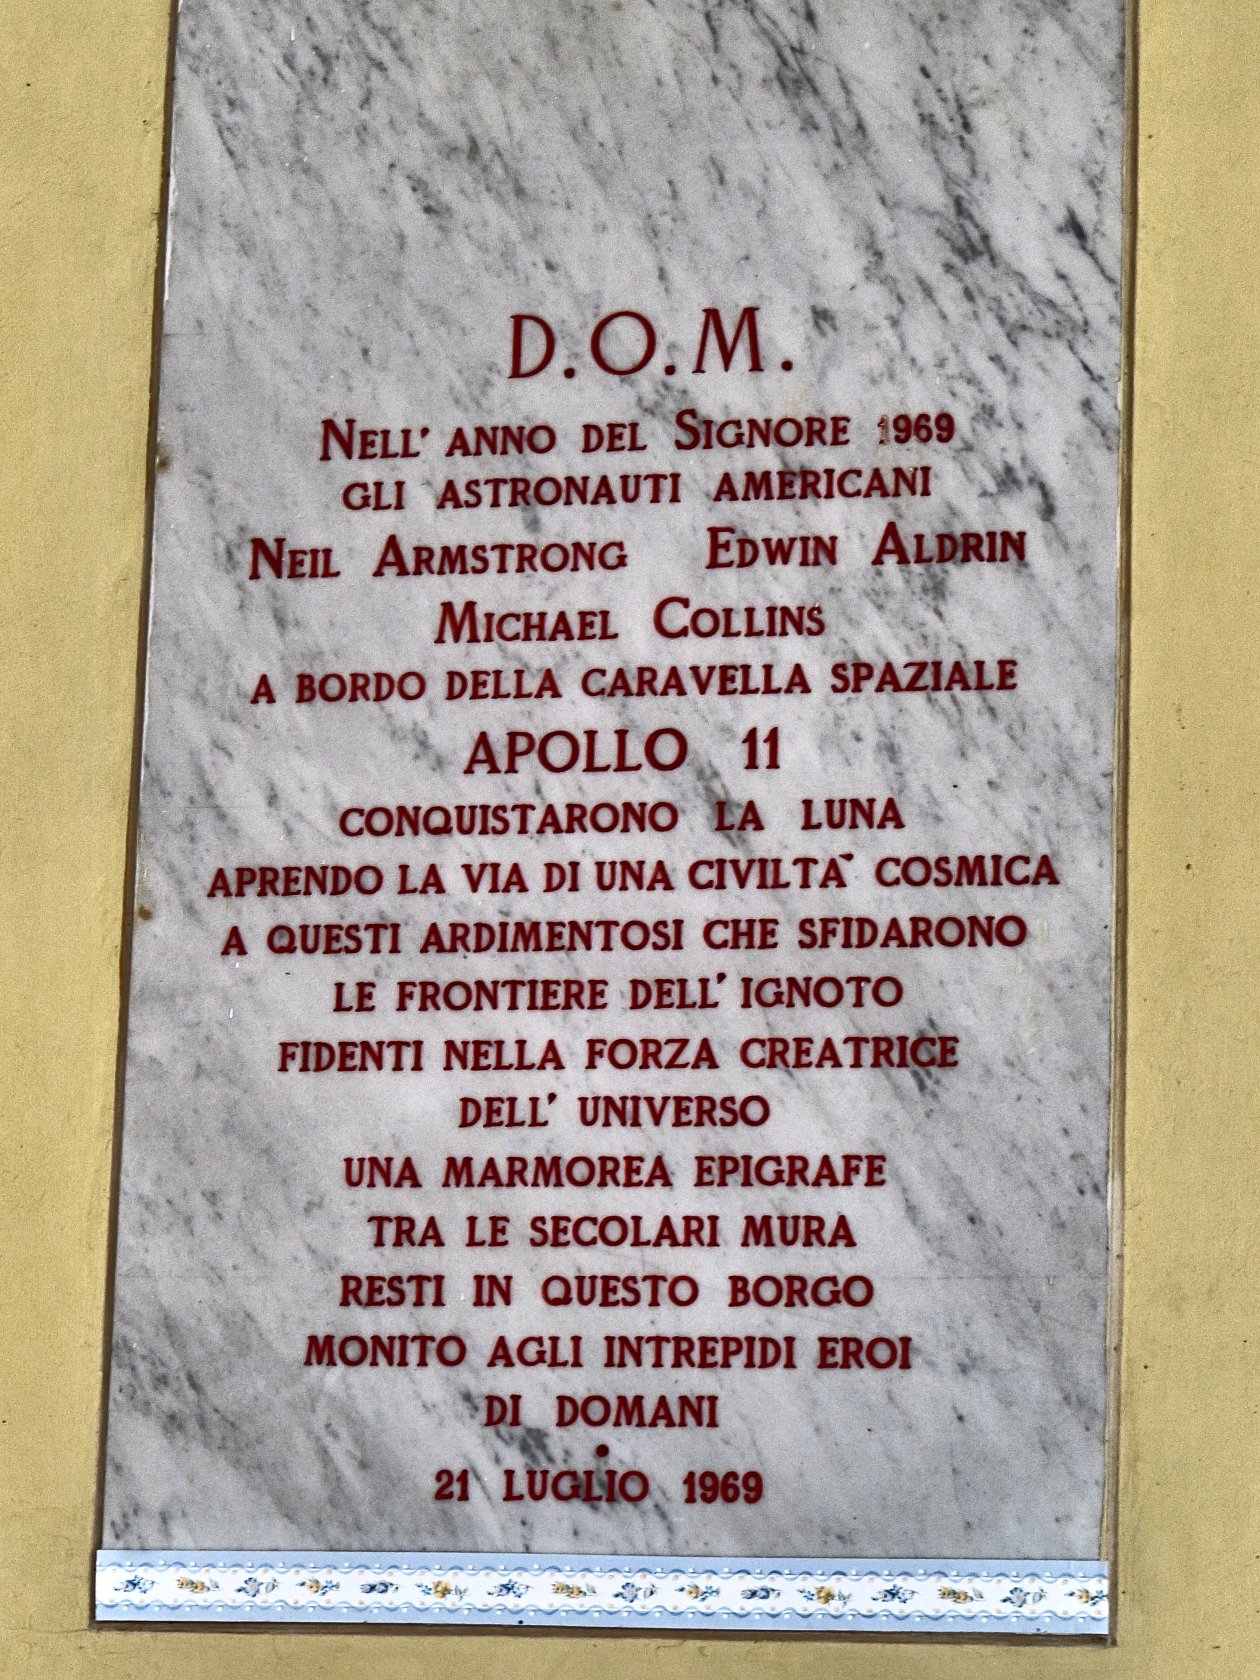 D.O.M.
NELL' ANNO DEL SIGNORE 1969
GLI ASTRONAUTI AMERICANI
NEIL ARMSTRONG EDWIN ALDRIN
MICHAEL COLLINS
A BORDO DELLA CARAVELLA SPAZIALE
APOLLO 11
CONQUISTARONO LA LUNA
APRENDO LA VIA DI UNA CIVILTA` COSMICA
A QUESTI ARDIMENTOSI CHE SFIDARONO
LE FRONTIERE DELL' IGNOTO
FIDENTI NELLA FORZA CREATRICE
DELL' UNIVERSO
UNA MARMOREA EPIGRAFE
TRA LE SECOLARI MURA
RESTI IN QUESTO BORGO
MONITO AGLI INTREPIDI EROI
DI DOMANI
•
21 LUGLIO 1969